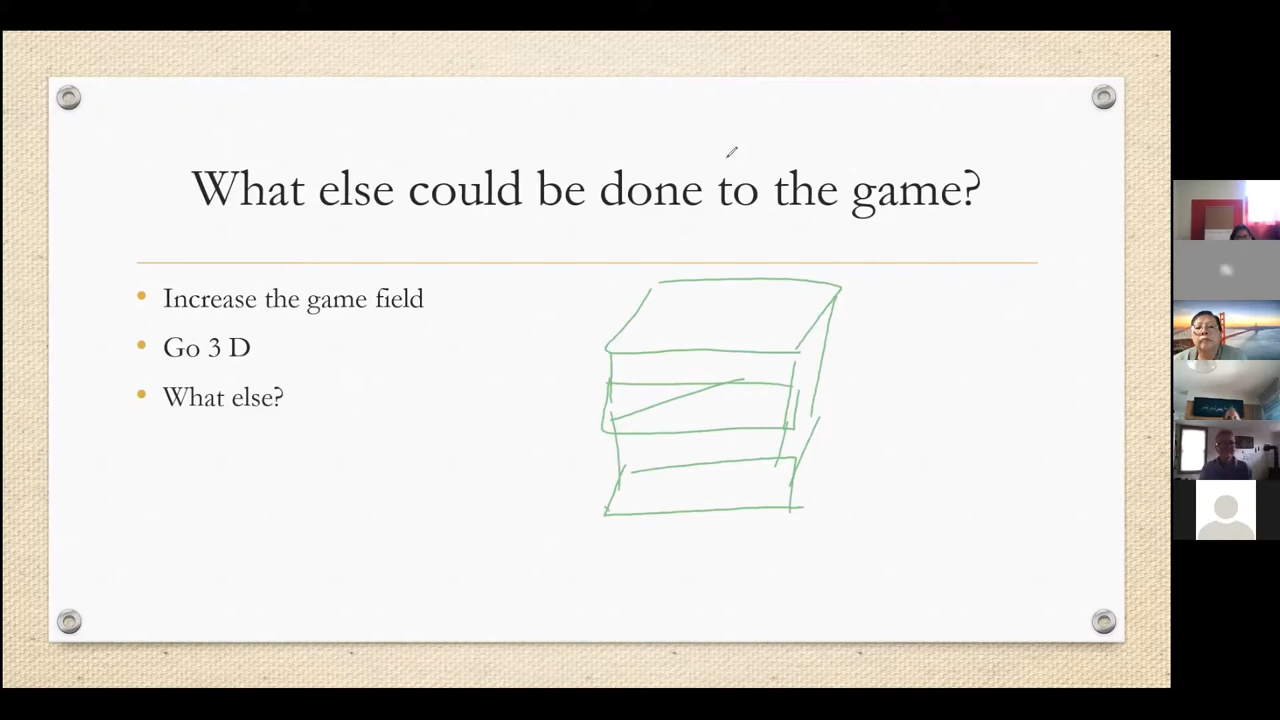 What else could be done to the game?
Increase the game field
Go 3 D
What else?